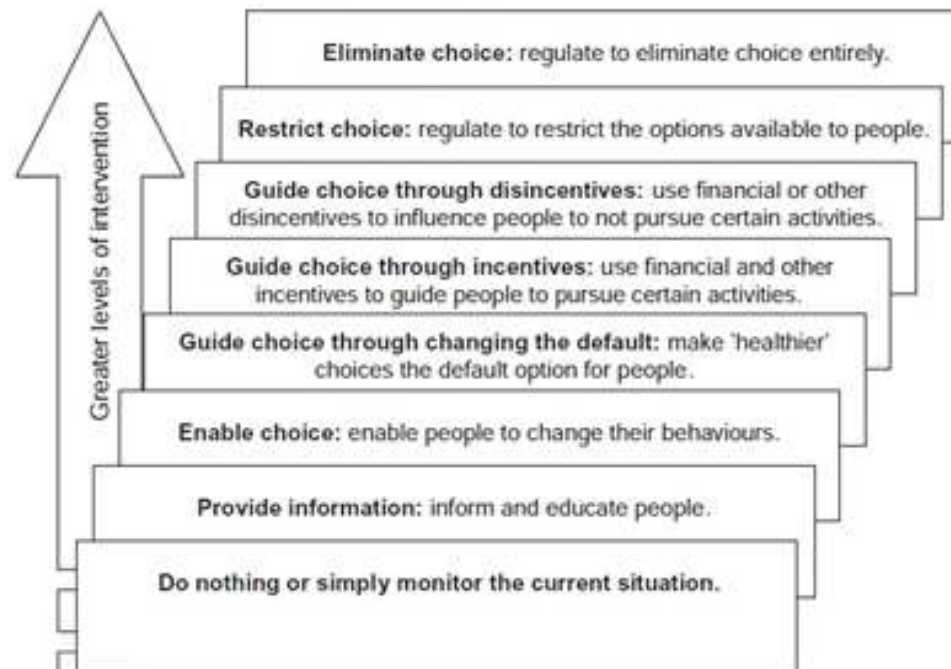 Greater levels of intervention
Eliminate choice: regulate to eliminate choice entirely.
Restrict choice: regulate to restrict the options available to people.
Guide choice through disincentives: use financial or other
disincentives to influence people to not pursue certain activities.
Guide choice through incentives: use financial and other
incentives to guide people to pursue certain activities.
Guide choice through changing the default: make 'healthier'
choices the default option for people.
Enable choice: enable people to change their behaviours.
Provide information: inform and educate people.
Do nothing or simply monitor the current situation.